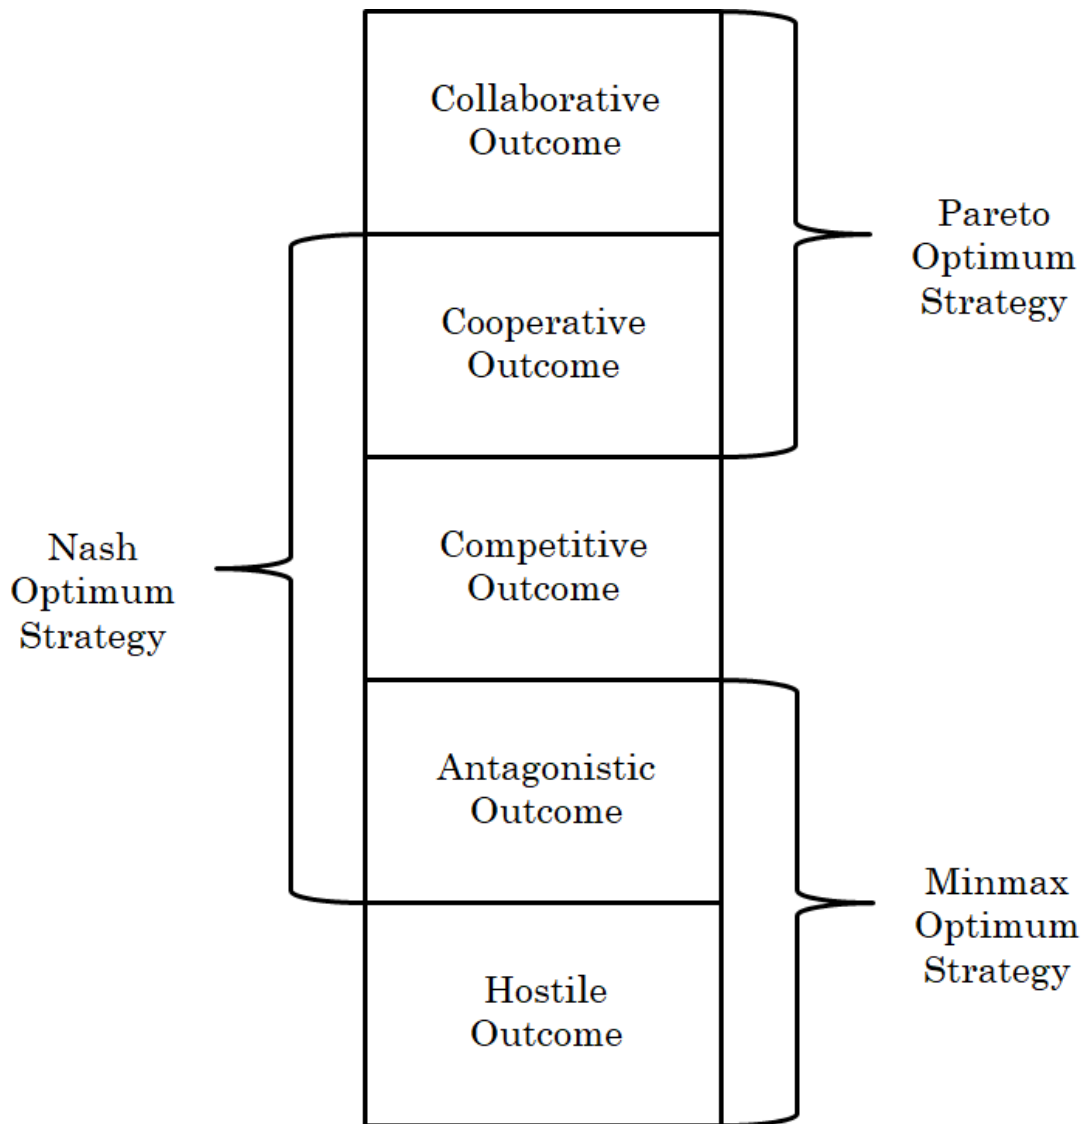 Collaborative
Outcome
Pareto
Optimum
Strategy
Cooperative
Outcome
Nash
Optimum
Strategy
Competitive
Outcome
Antagonistic
Outcome
Minmax
Optimum
Strategy
Hostile
Outcome